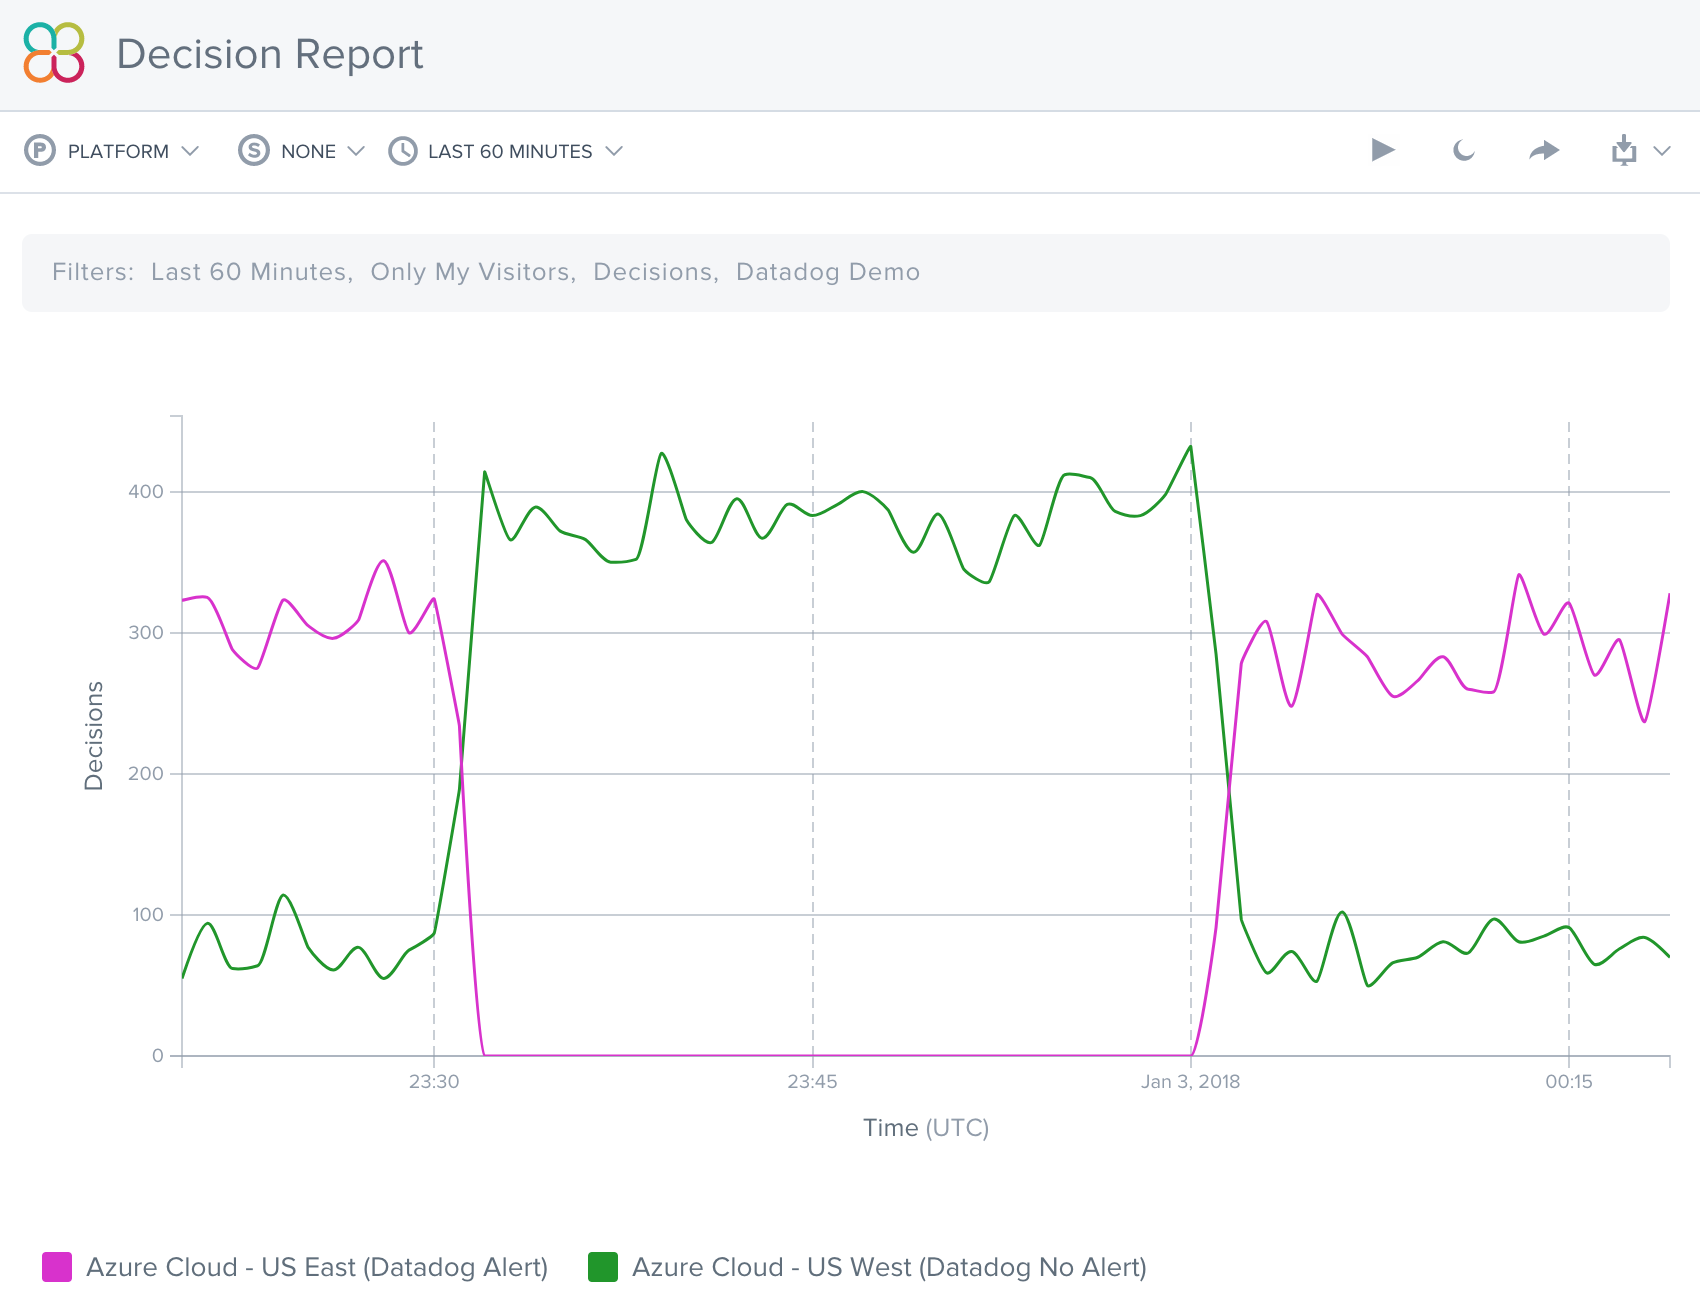 Decision Report
P PLATFORM S NONE LAST 60 MINUTES
Filters: Last 60 Minutes, Only My Visitors, Decisions, Datadog Demo
400
300
200
100
0
Decisions
23:30 23:45 Jan 3, 2018 00:15
Time (UTC)
Azure Cloud - US East (Datadog Alert) Azure Cloud - US West (Datadog No Alert)